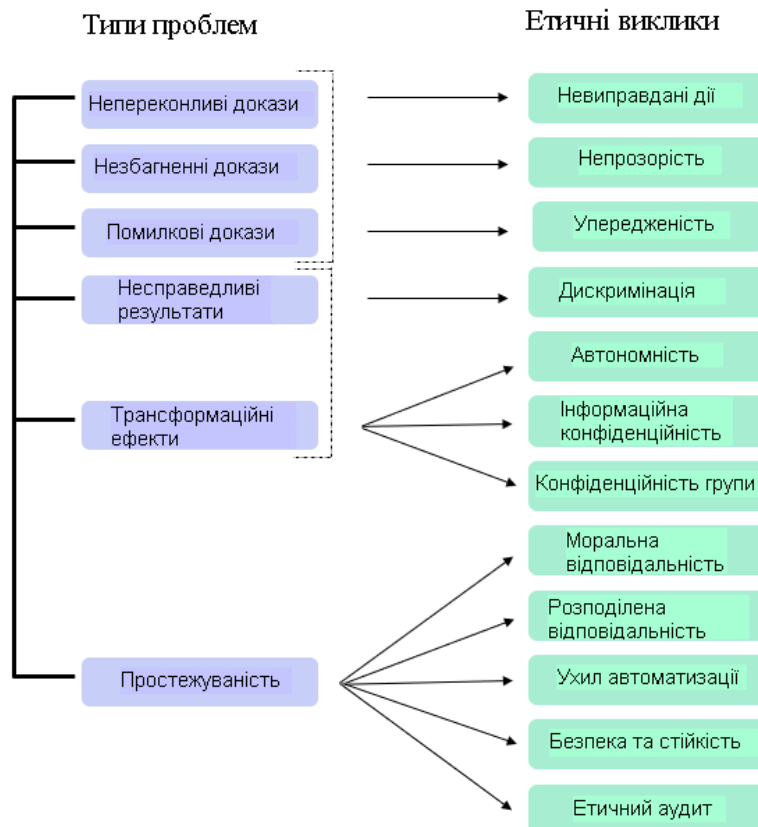 Типи проблем
Етичні виклики
Непереконливі докази
Невиправдані дії
Незбагненні докази
Непрозорість
Помилкові докази
Упередженість
Несправедливі
результати
Дискримінація
Трансформаційні
ефекти
Автономність
Інформаційна
конфіденційність
Конфіденційність групи
Простежуваність
Моральна
відповідальність
Розподілена
відповідальність
Ухил автоматизації
Безпека та стійкість
Етичний аудит